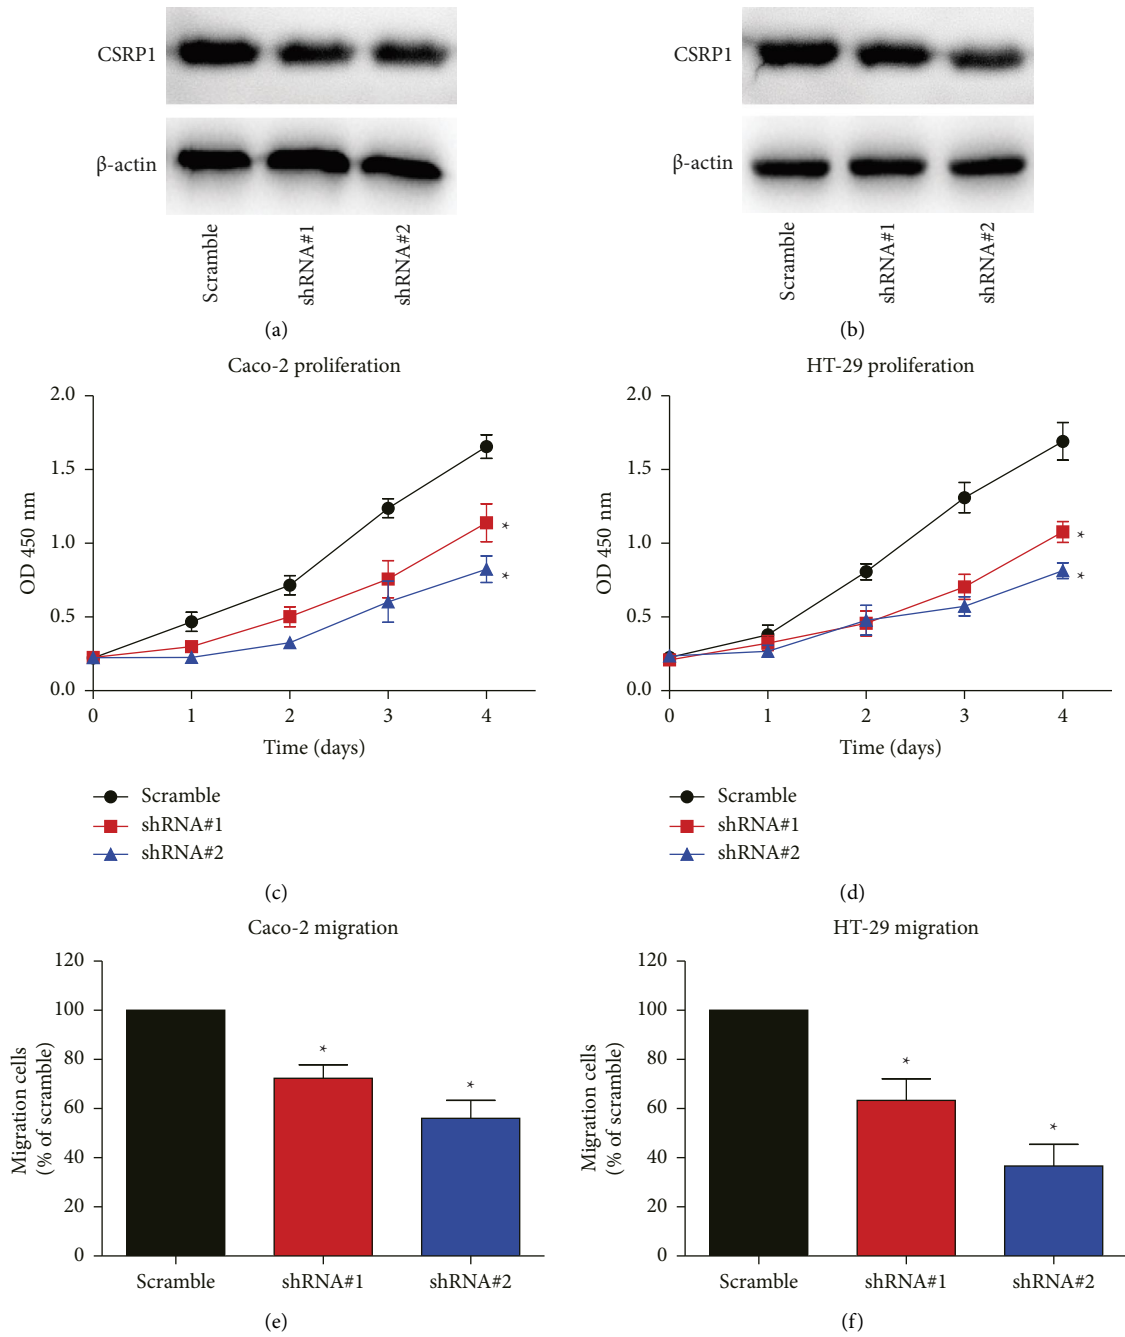 CSRP1
β-actin
Scramble
shRNA#1
shRNA#2
(a)
CSRP1
β-actin
Scramble
shRNA#1
shRNA#2
(b)
Caco-2 proliferation
OD 450 nm
2.0
1.5
1.0
0.5
0.0
*
*
0 1 2 3 4
Time (days)
Scramble
shRNA#1
shRNA#2
(c)
HT-29 proliferation
OD 450 nm
2.0
1.5
1.0
0.5
0.0
*
*
0 1 2 3 4
Time (days)
Scramble
shRNA#1
shRNA#2
(d)
Caco-2 migration
Migration cells
(% of scramble)
120
100
80
60
40
20
0
*
*
Scramble shRNA#1 shRNA#2
(e)
HT-29 migration
Migration cells
(% of scramble)
120
100
80
60
40
20
0
*
*
Scramble shRNA#1 shRNA#2
(f)